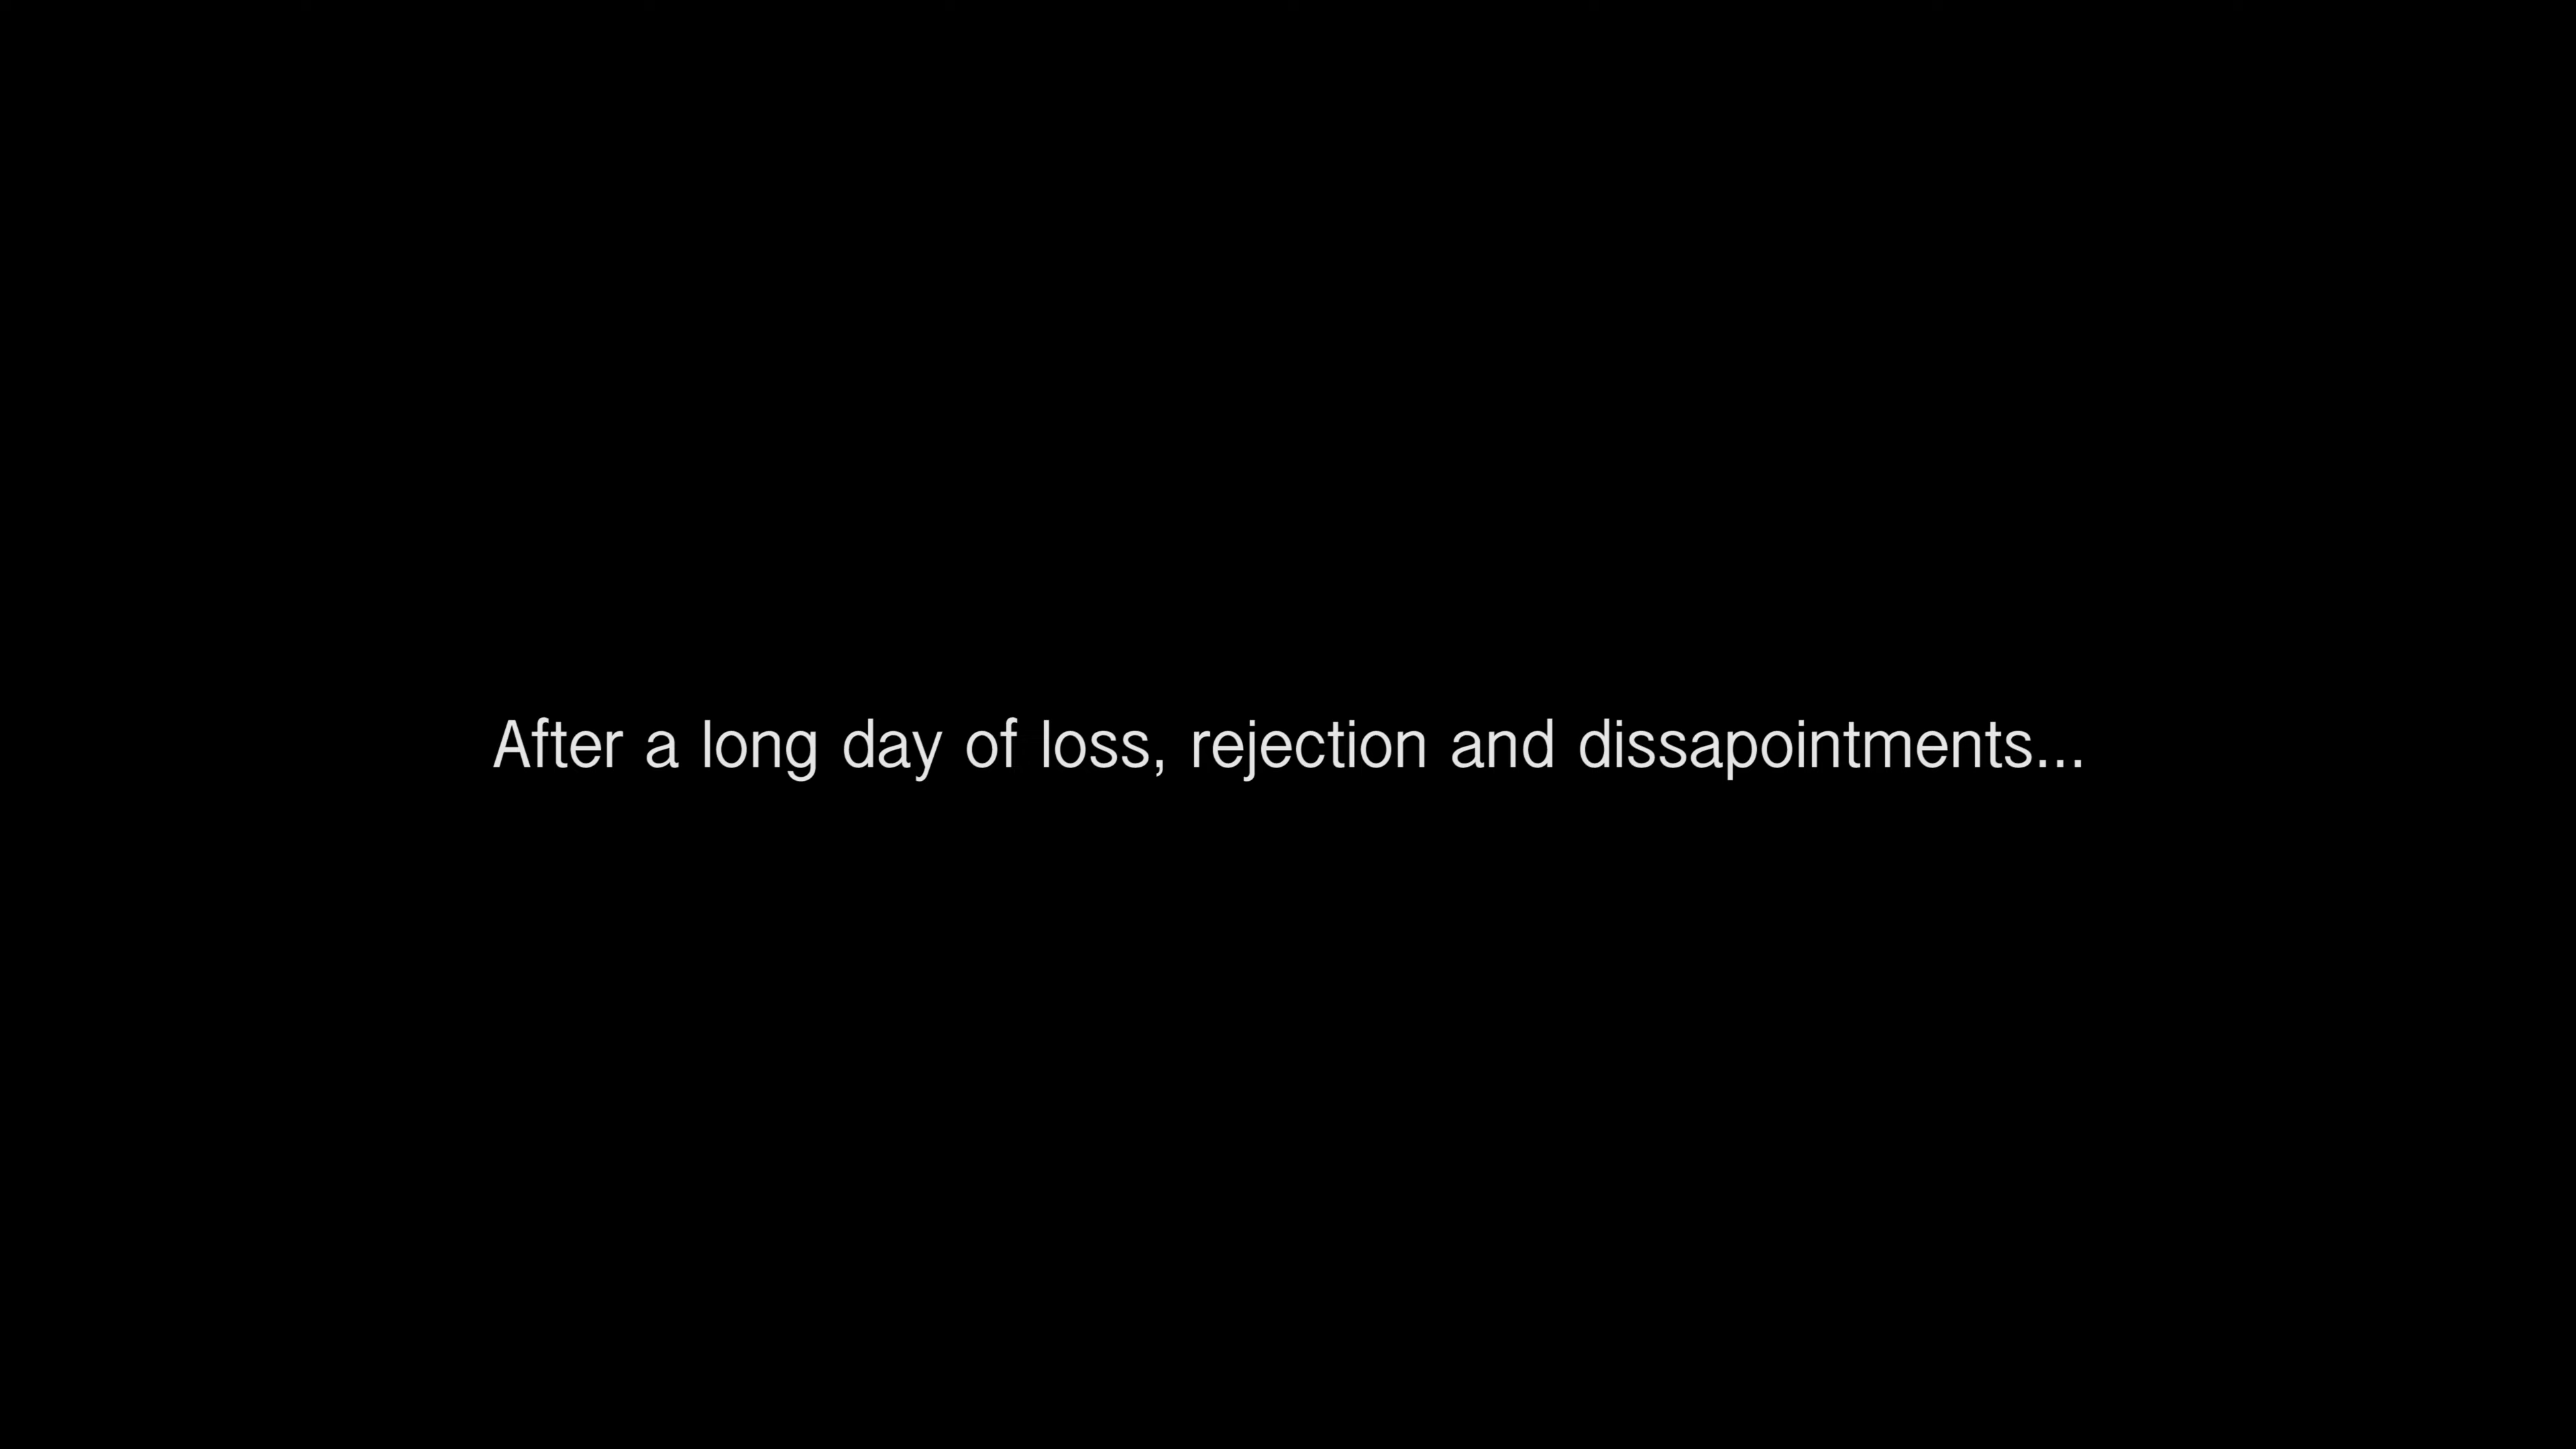 After a long day of loss, rejection and dissapointments...